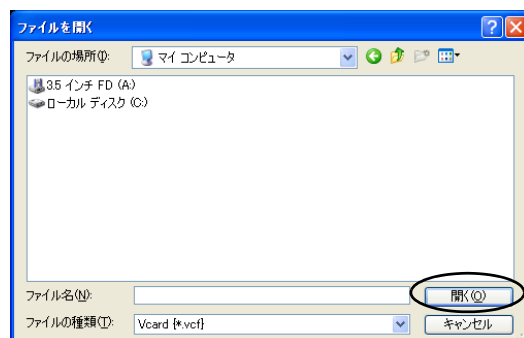 ファイルを開く
ファイルの場所(I): マイ コンピュータ
3.5 インチ FD (A:)
ローカル ディスク (C:)
ファイル名(N): 開く(O)
ファイルの種類(T): Vcard {*.vcf} キャンセル